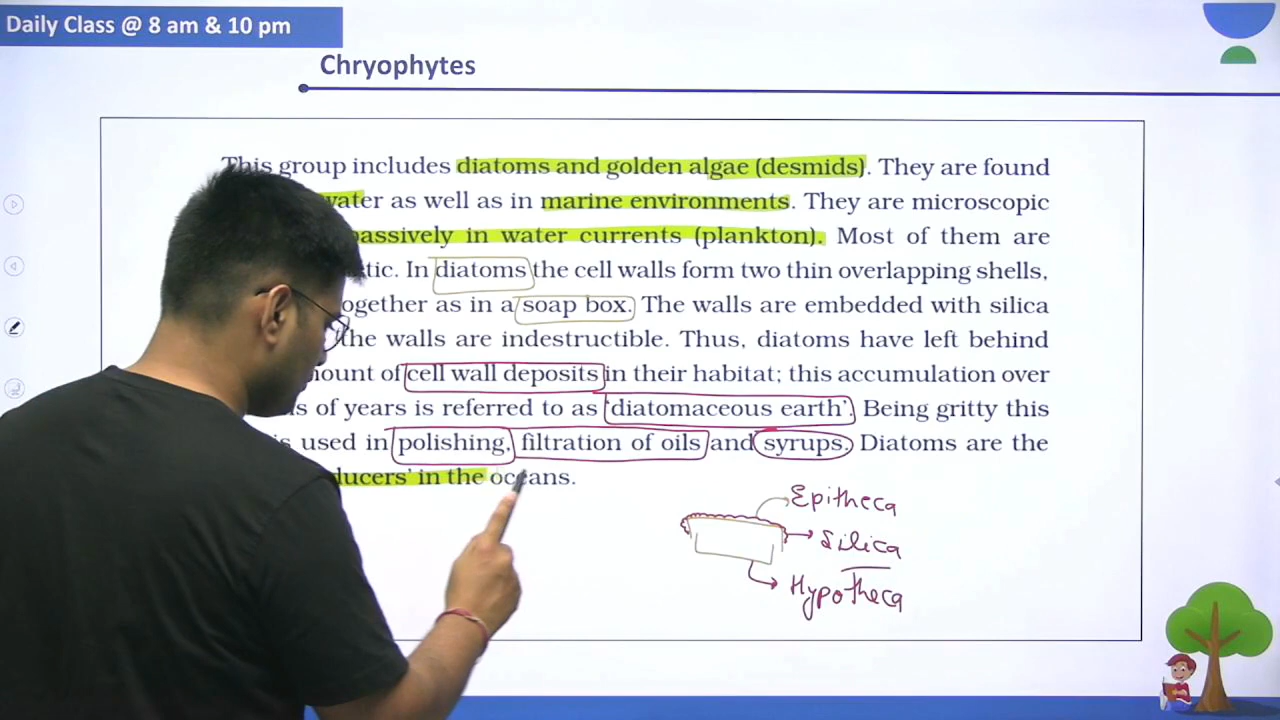 Daily Class @ 8 am & 10 pm
Chryophytes
This group includes diatoms and golden algae (desmids). They are found
water as well as in marine environments. They are microscopic
passively in water currents (plankton). Most of them are
In diatoms the cell walls form two thin overlapping shells,
together as in a soap box. The walls are embedded with silica
the walls are indestructible. Thus, diatoms have left behind
of cell wall deposits in their habitat; this accumulation over
of years is referred to as 'diatomaceous earth'. Being gritty this
is used in polishing, filtration of oils and syrups. Diatoms are the
in the oceans.
Epitheca
Silica
Hypotheca